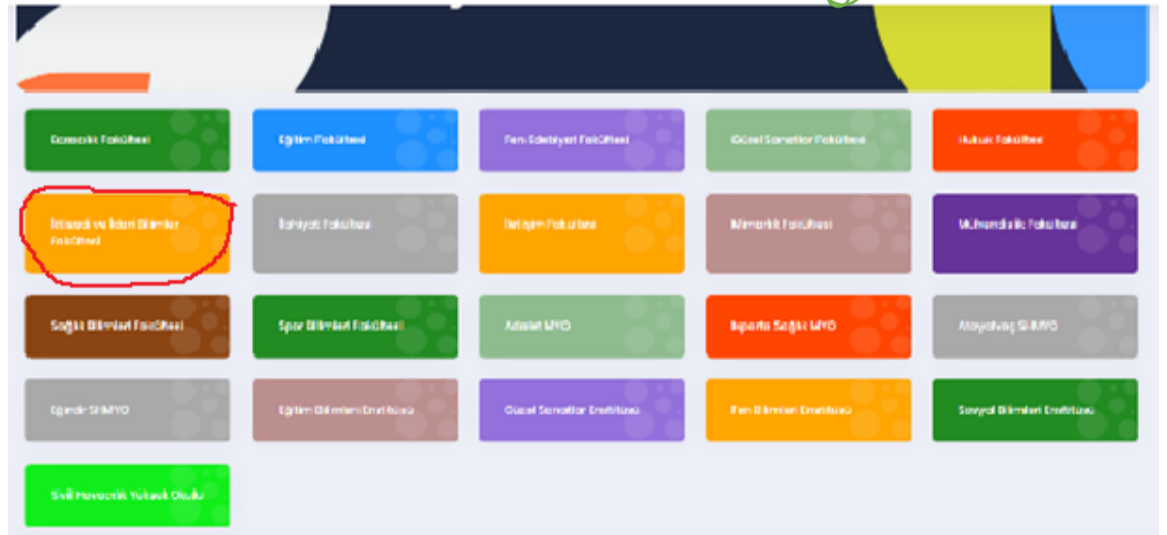 Eczacılık Fakültesi
Eğitim Fakültesi
Fen Edebiyat Fakültesi
Güzel Sanatlar Fakültesi
Hukuk Fakültesi
İktisadi ve İdari Bilimler
Fakültesi
İlahiyat Fakültesi
İletişim Fakültesi
Mimarlık Fakültesi
Mühendislik Fakültesi
Sağlık Bilimleri Fakültesi
Spor Bilimleri Fakültesi
Adalet MYO
Isparta Sağlık MYO
Atayalvaç SHMYO
Eğirdir SHMYO
Eğitim Bilimleri Enstitüsü
Güzel Sanatlar Enstitüsü
Fen Bilimleri Enstitüsü
Sosyal Bilimleri Enstitüsü
Sivil Havacılık Yüksek Okulu